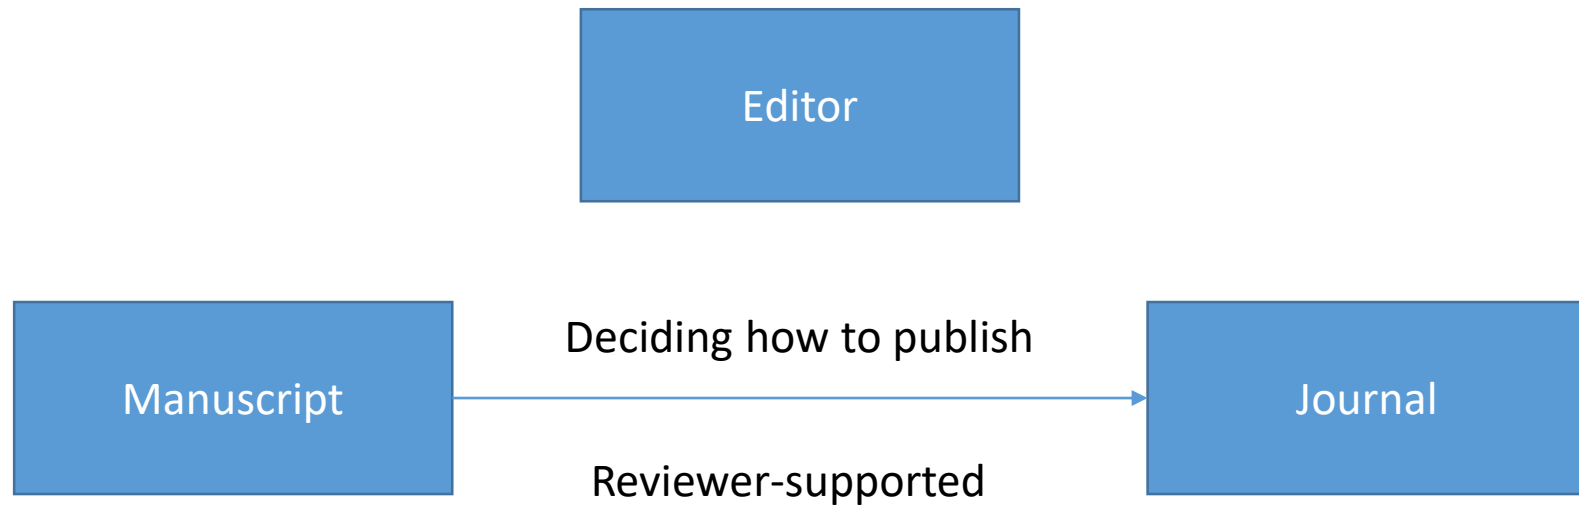 Editor
Deciding how to publish
Manuscript
Journal
Reviewer-supported